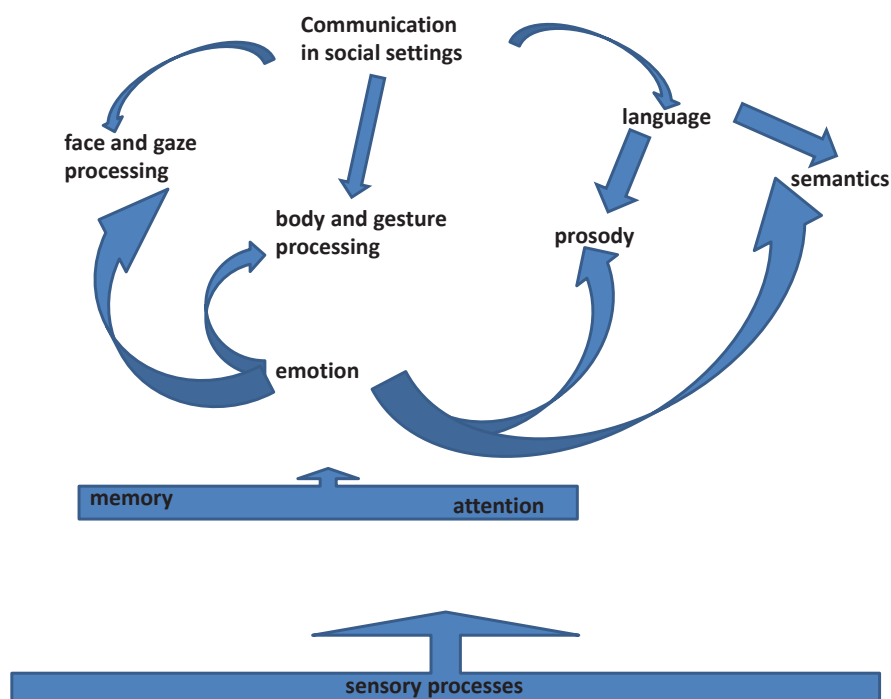 Communication
in social settings
face and gaze
processing
language
semantics
body and gesture
processing
prosody
emotion
memory
attention
sensory processes